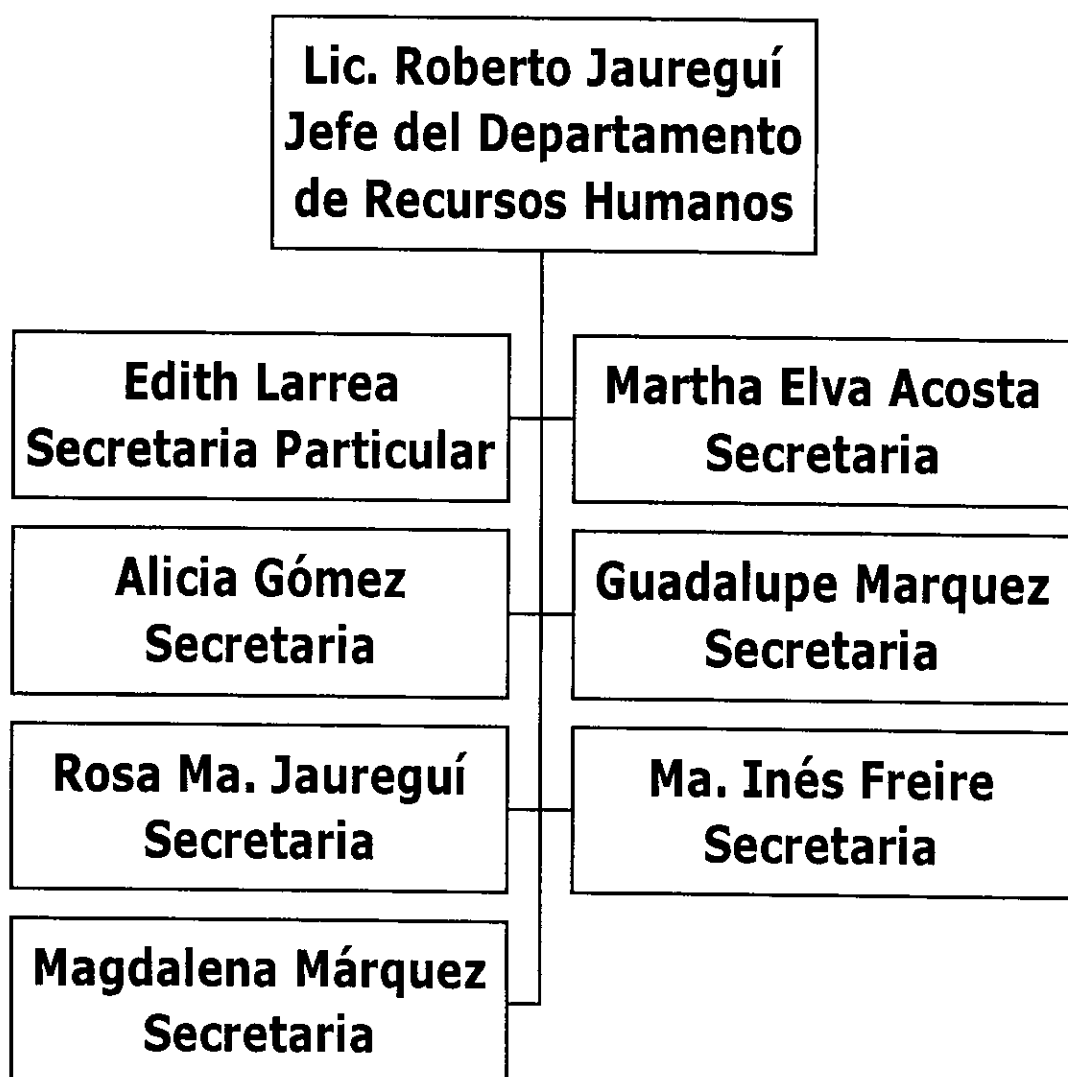 Lic. Roberto Jaureguí
Jefe del Departamento
de Recursos Humanos
Edith Larrea
Secretaria Particular
Martha Elva Acosta
Secretaria
Alicia Gómez
Secretaria
Guadalupe Marquez
Secretaria
Rosa Ma. Jaureguí
Secretaria
Ma. Inés Freire
Secretaria
Magdalena Márquez
Secretaria